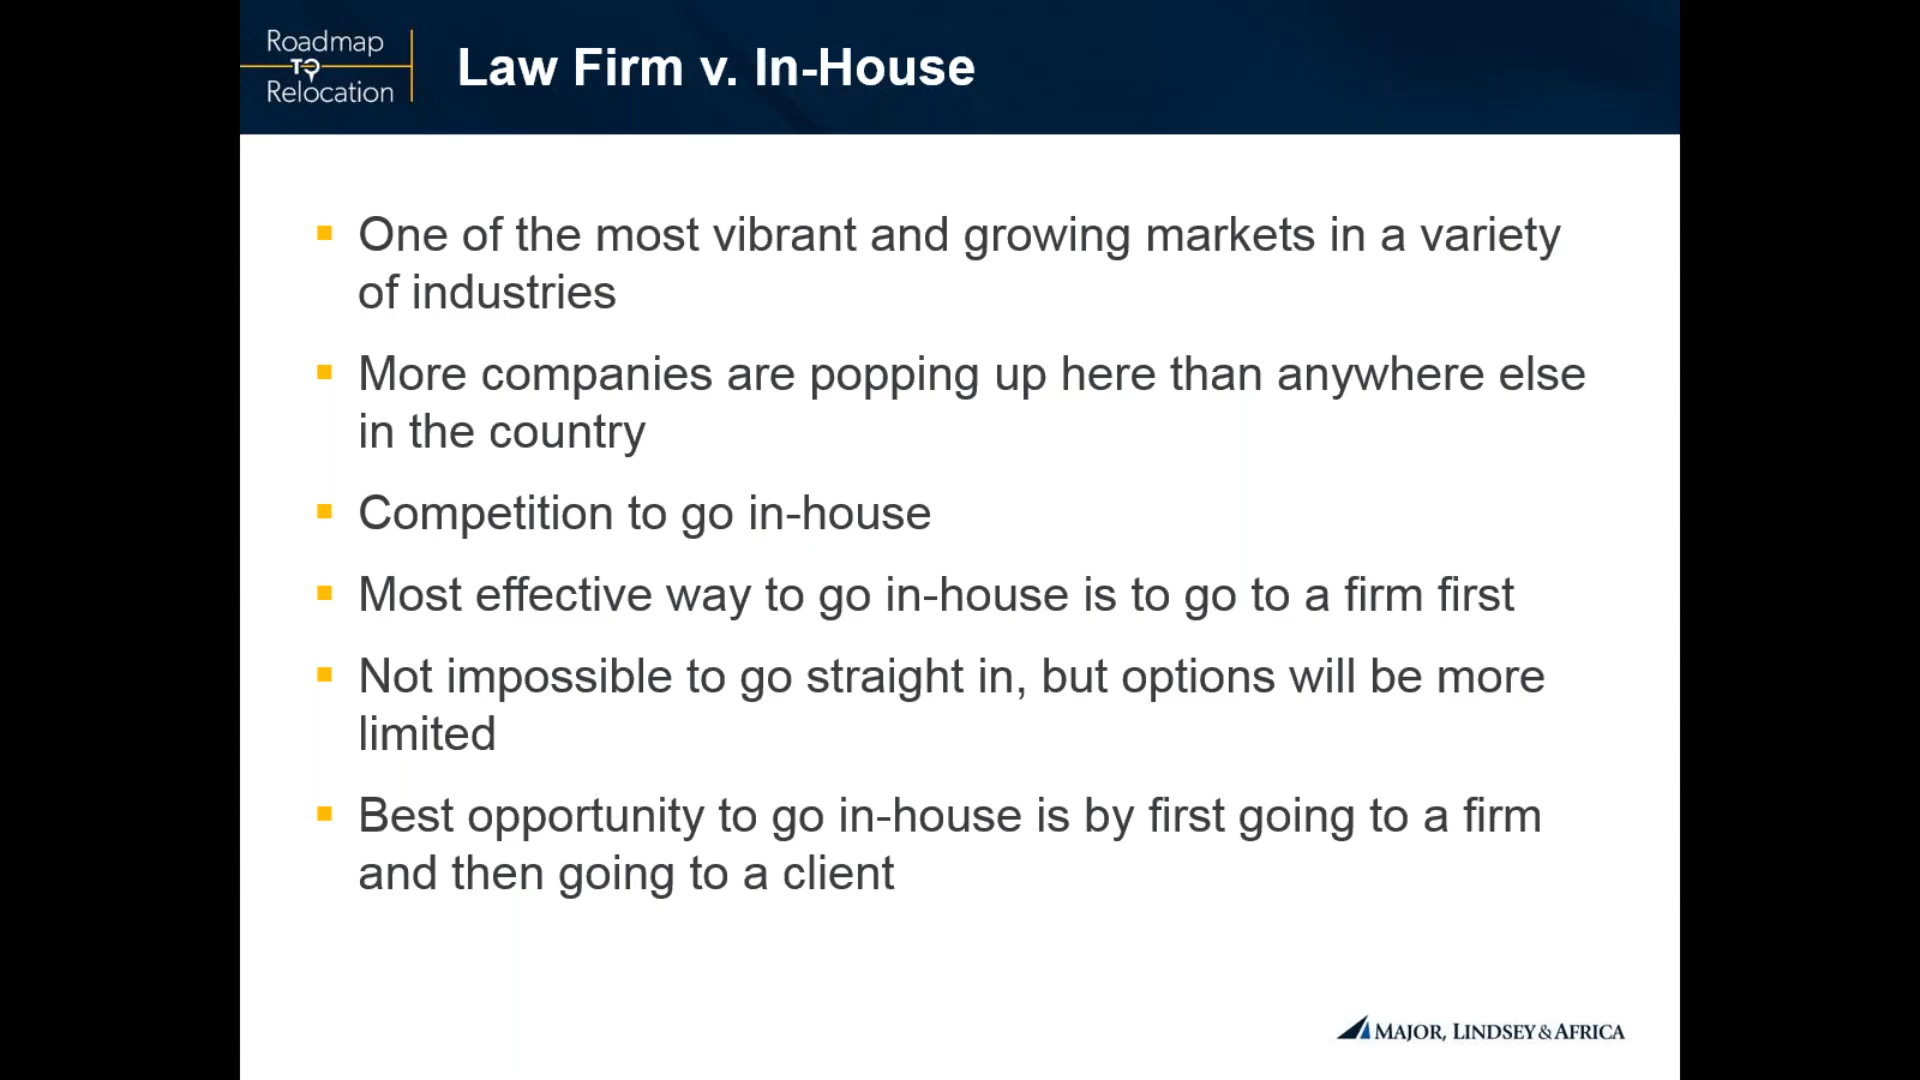 Roadmap
TO
Relocation
Law Firm v. In-House
One of the most vibrant and growing markets in a variety
of industries
More companies are popping up here than anywhere else
in the country
Competition to go in-house
Most effective way to go in-house is to go to a firm first
Not impossible to go straight in, but options will be more
limited
Best opportunity to go in-house is by first going to a firm
and then going to a client
MAJOR, LINDSEY & AFRICA